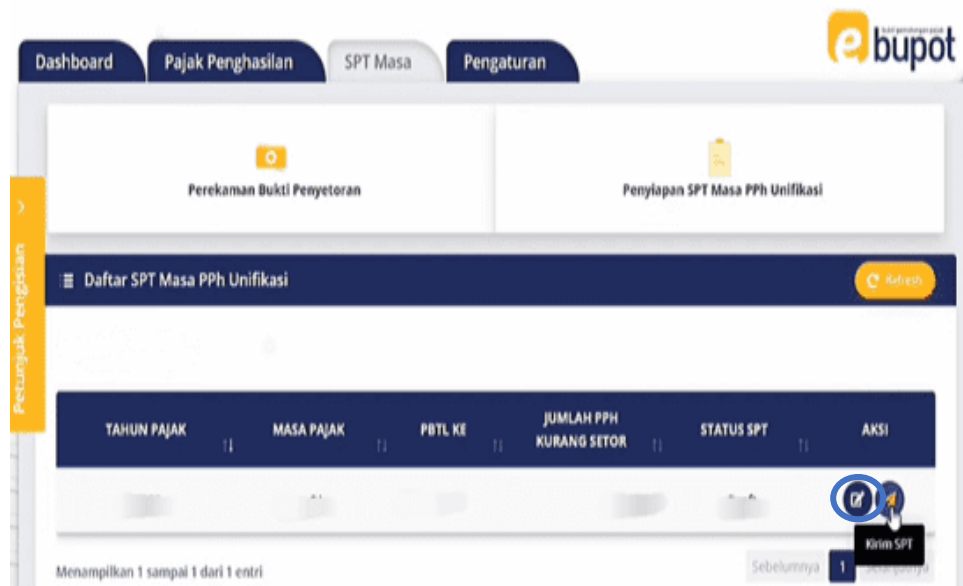 bupot
Dashboard Pajak Penghasilan SPT Masa Pengaturan
Perekaman Bukti Penyetoran Penyiapan SPT Masa PPh Unifikasi
Petunjuk Pengisian
Daftar SPT Masa PPh Unifikasi Refresh
TAHUN PAJAK MASA PAJAK PBTL KE JUMLAH PPH KURANG SETOR STATUS SPT AKSI
Kirim SPT
Menampilkan 1 sampai 1 dari 1 entri Sebelumnya 1